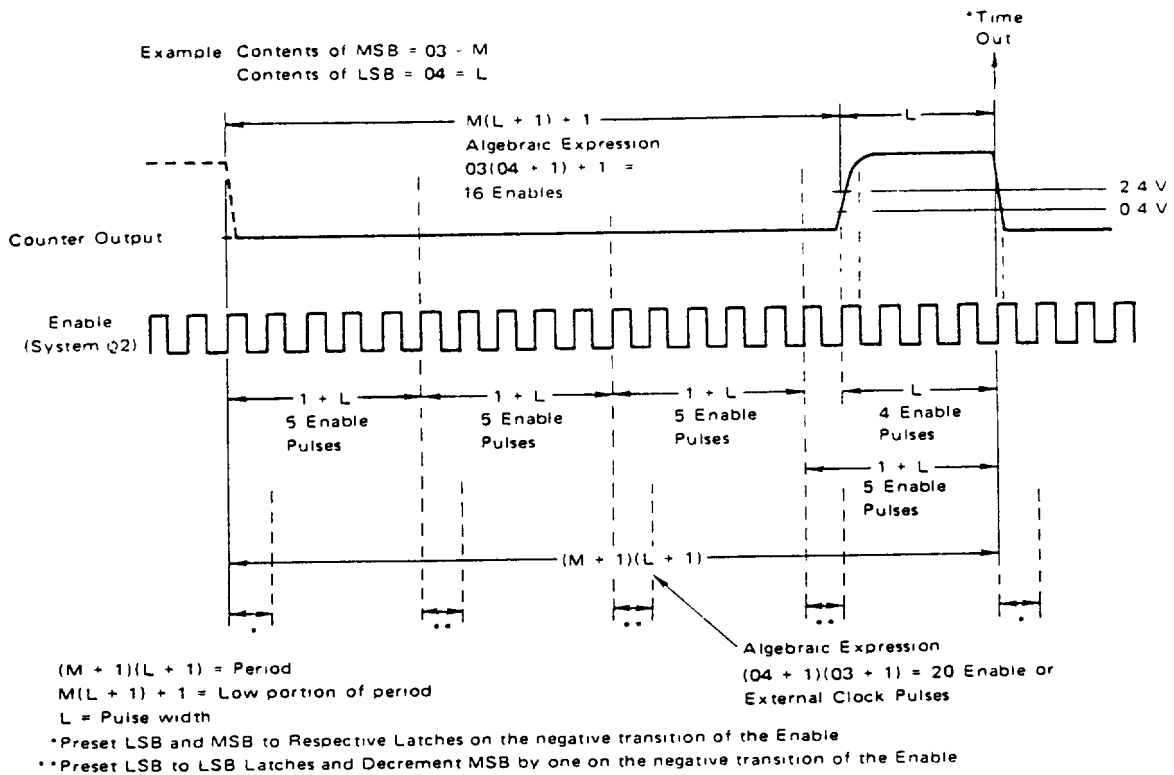 *Time
Out
Example Contents of MSB = 03 - M
Contents of LSB = 04 = L
M(L + 1) + 1
L
Algebraic Expression
03(04 + 1) + 1 =
16 Enables
2 4 V
0 4 V
Counter Output
Enable
(System Q2)
1 + L
5 Enable
Pulses
1 + L
5 Enable
Pulses
1 + L
5 Enable
Pulses
L
4 Enable
Pulses
1 + L
5 Enable
Pulses
(M + 1)(L + 1)
*
**
**
**
*
Algebraic Expression
(04 + 1)(03 + 1) = 20 Enable or
External Clock Pulses
(M + 1)(L + 1) = Period
M(L + 1) + 1 = Low portion of period
L = Pulse width
*Preset LSB and MSB to Respective Latches on the negative transition of the Enable
**Preset LSB to LSB Latches and Decrement MSB by one on the negative transition of the Enable